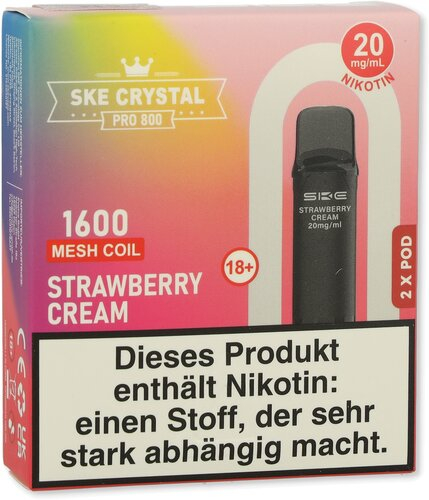 SKE CRYSTAL
PRO 800
20
mg/mL
NIKOTIN
1600
MESH COIL
STRAWBERRY
CREAM
18+
SKE
STRAWBERRY
CREAM
20mg/ml
2 X POD
18+
Dieses Produkt
enthält Nikotin:
einen Stoff, der sehr
stark abhängig macht.